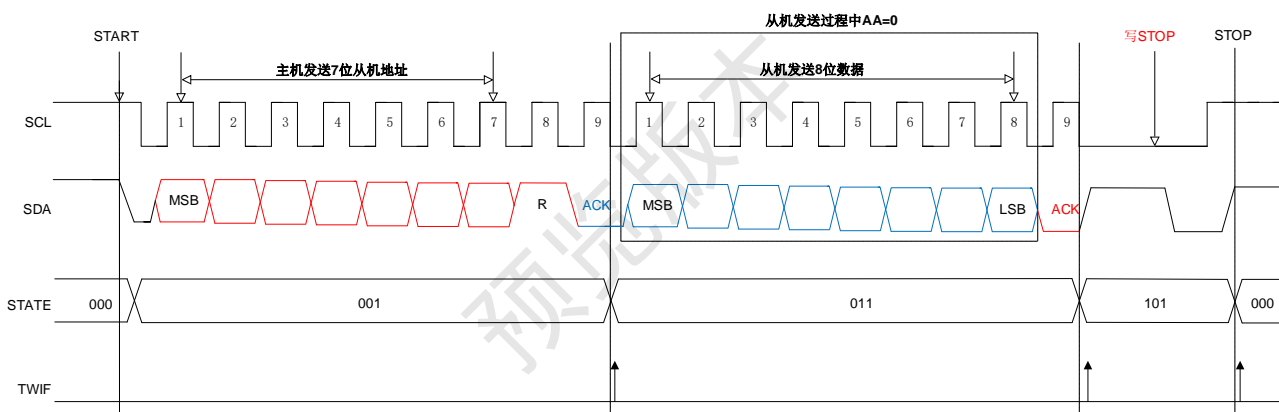 从机发送过程中AA=0
START
写STOP
STOP
主机发送7位从机地址
从机发送8位数据
SCL
1 2 3 4 5 6 7 8 9 1 2 3 4 5 6 7 8 9
SDA
MSB R ACK MSB LSB ACK
STATE 000 001 011 101 000
TWIF
预览版本